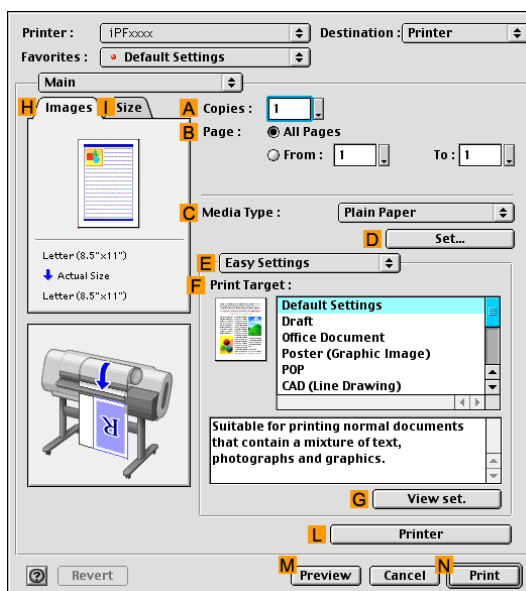 Printer : iPFxxxx Destination : Printer
Favorites : Default Settings
Main
H Images I Size
A Copies : 1
B Page : All Pages
From : 1 To : 1
C Media Type : Plain Paper
D Set...
Letter (8.5"x11")
Actual Size
Letter (8.5"x11")
E Easy Settings
F Print Target :
Default Settings
Draft
Office Document
Poster (Graphic Image)
POP
CAD (Line Drawing)
R
Suitable for printing normal documents
that contain a mixture of text,
photographs and graphics.
G View set.
L Printer
? Revert M Preview Cancel N Print